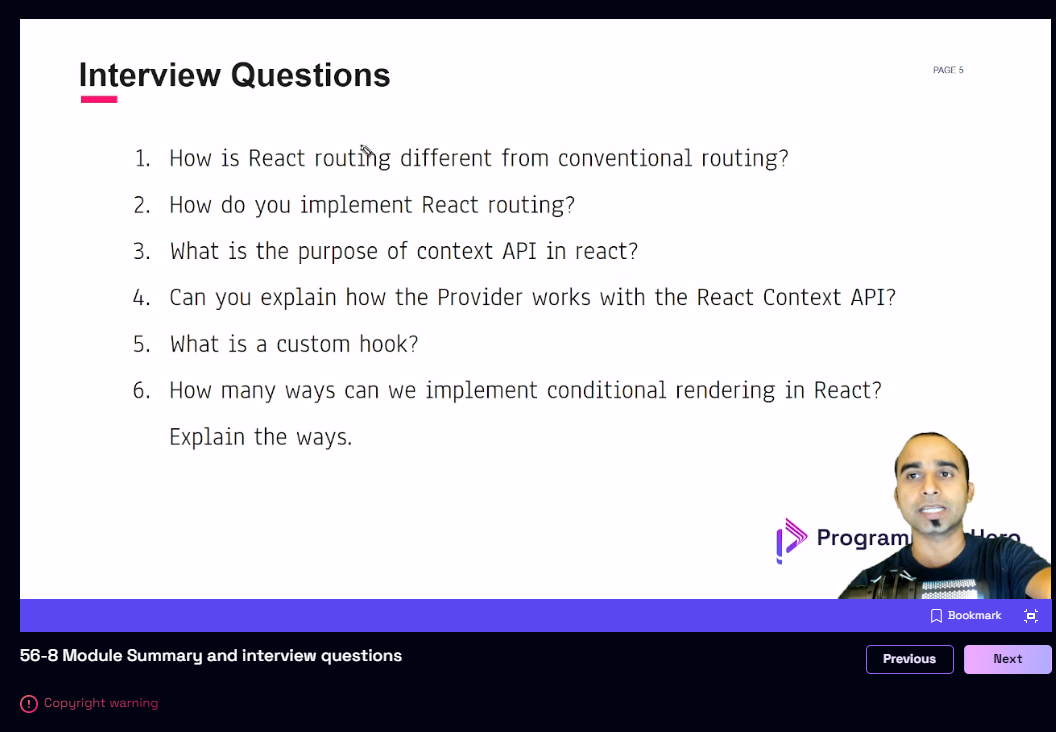 Interview Questions
PAGE 5
1. How is React routing different from conventional routing?
2. How do you implement React routing?
3. What is the purpose of context API in react?
4. Can you explain how the Provider works with the React Context API?
5. What is a custom hook?
6. How many ways can we implement conditional rendering in React?
Explain the ways.
Bookmark
56-8 Module Summary and interview questions
Previous
Next
Copyright warning